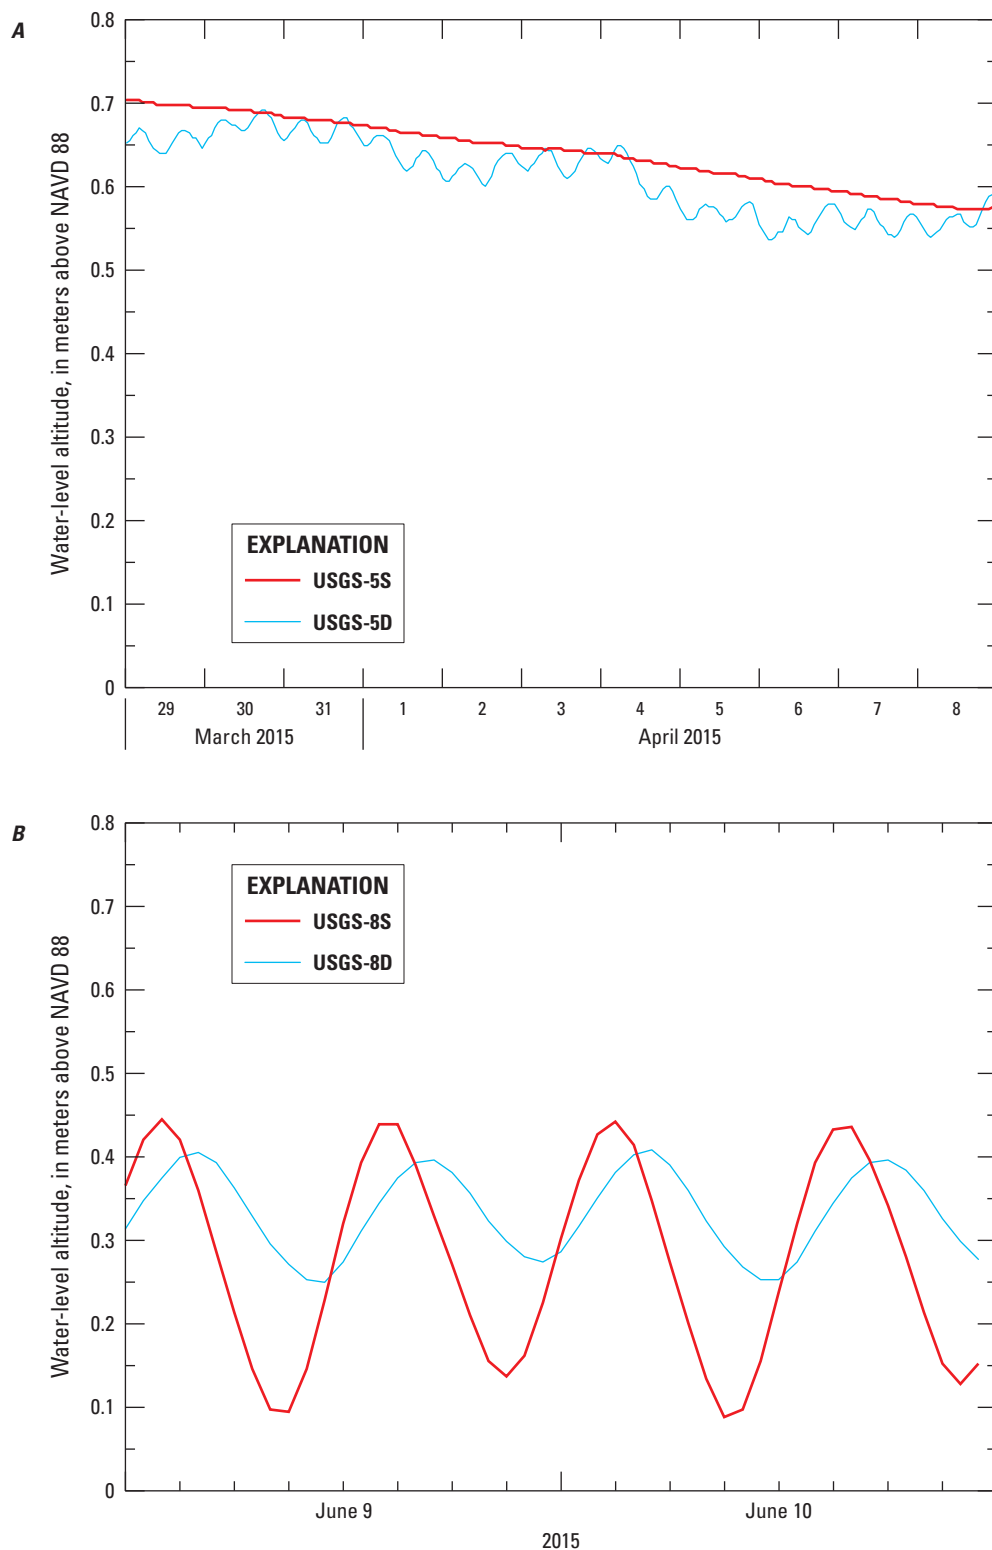 A
Water-level altitude, in meters above NAVD 88
0.8
0.7
0.6
0.5
0.4
0.3
0.2
0.1
0
EXPLANATION
USGS-5S
USGS-5D
29 30 31 1 2 3 4 5 6 7 8
March 2015 April 2015
B
Water-level altitude, in meters above NAVD 88
0.8
0.7
0.6
0.5
0.4
0.3
0.2
0.1
0
EXPLANATION
USGS-8S
USGS-8D
June 9 June 10
2015